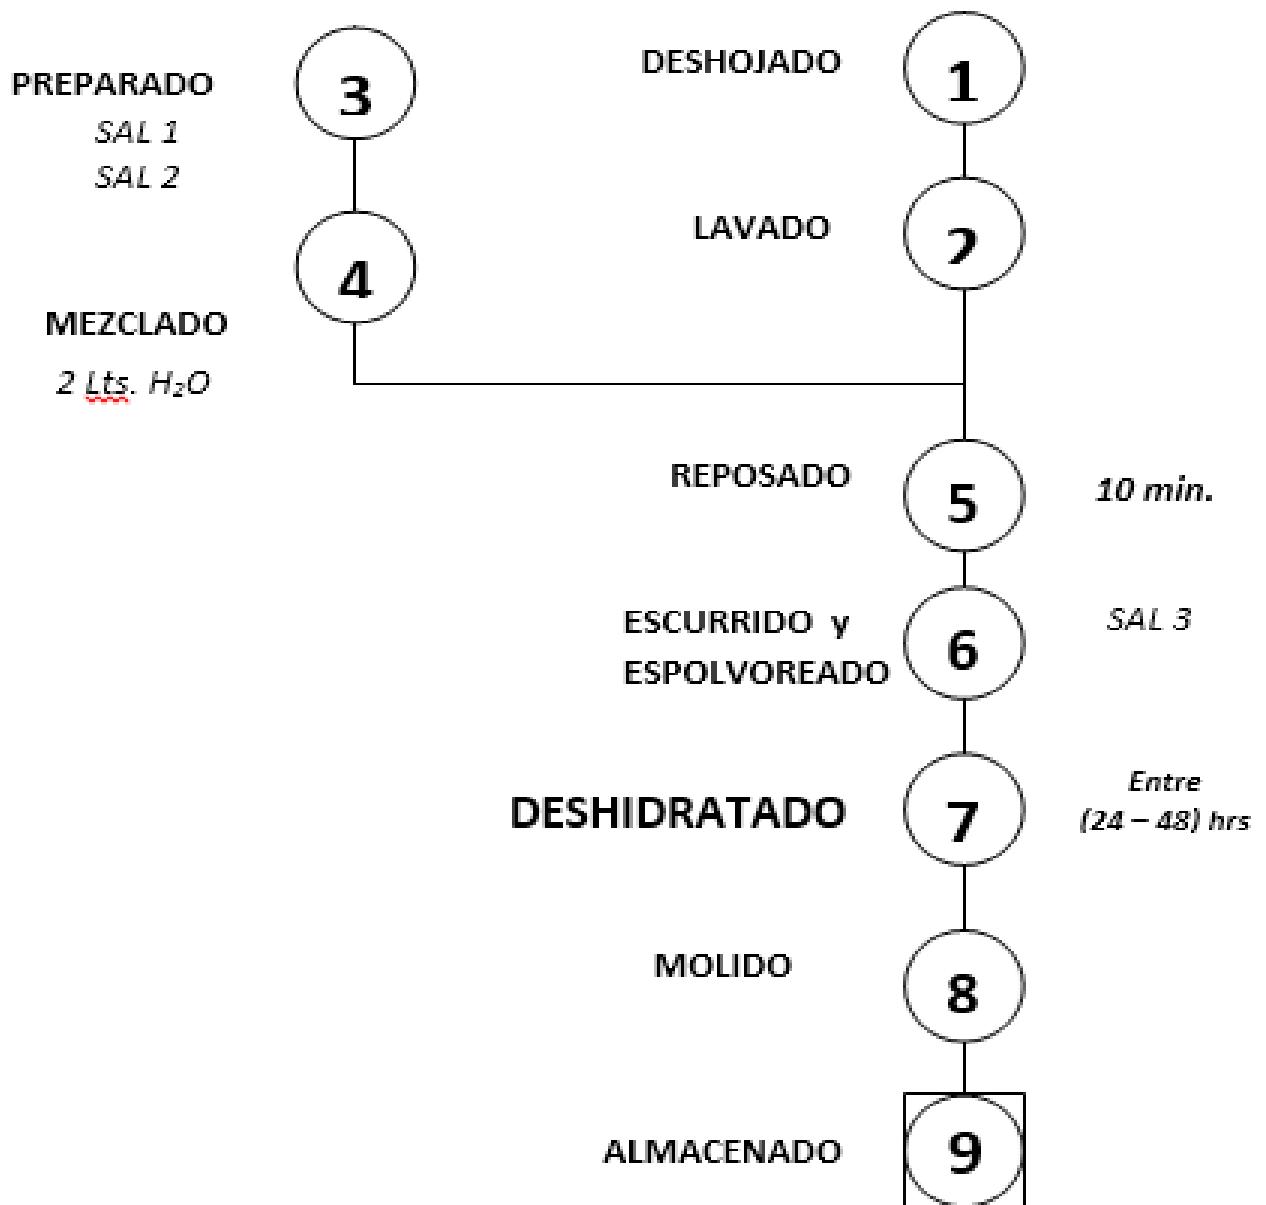 PREPARADO
SAL 1
SAL 2
3
DESHOJADO
1
LAVADO
2
4
MEZCLADO
2 Lts. H₂O
REPOSADO
5
10 min.
ESCURRIDO y
ESPOLVOREADO
6
SAL 3
DESHIDRATADO
7
Entre
(24 – 48) hrs
MOLIDO
8
ALMACENADO
9